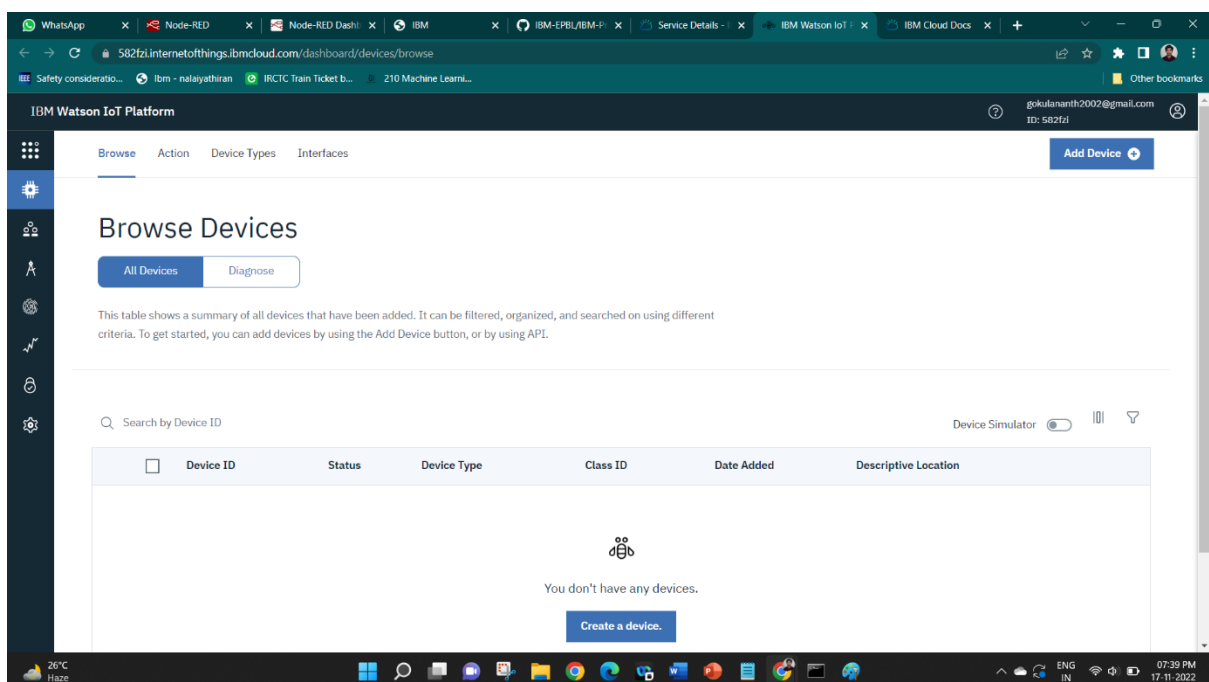 WhatsApp
Node-RED
Node-RED Dashb
IBM
IBM-EPBL/IBM-Pr
Service Details -
IBM Watson IoT P
IBM Cloud Docs
582fzi.internetofthings.ibmcloud.com/dashboard/devices/browse
Safety consideratio...
Ibm - nalaiyathiran
IRCTC Train Ticket b...
210 Machine Learni...
Other bookmarks
IBM Watson IoT Platform
gokulananth2002@gmail.com
ID: 582fzi
Browse Action Device Types Interfaces
Add Device
Browse Devices
All Devices Diagnose
This table shows a summary of all devices that have been added. It can be filtered, organized, and searched on using different
criteria. To get started, you can add devices by using the Add Device button, or by using API.
Search by Device ID
Device Simulator
Device ID Status Device Type Class ID Date Added Descriptive Location
You don't have any devices.
Create a device.
26°C
Haze
ENG
IN
07:39 PM
17-11-2022